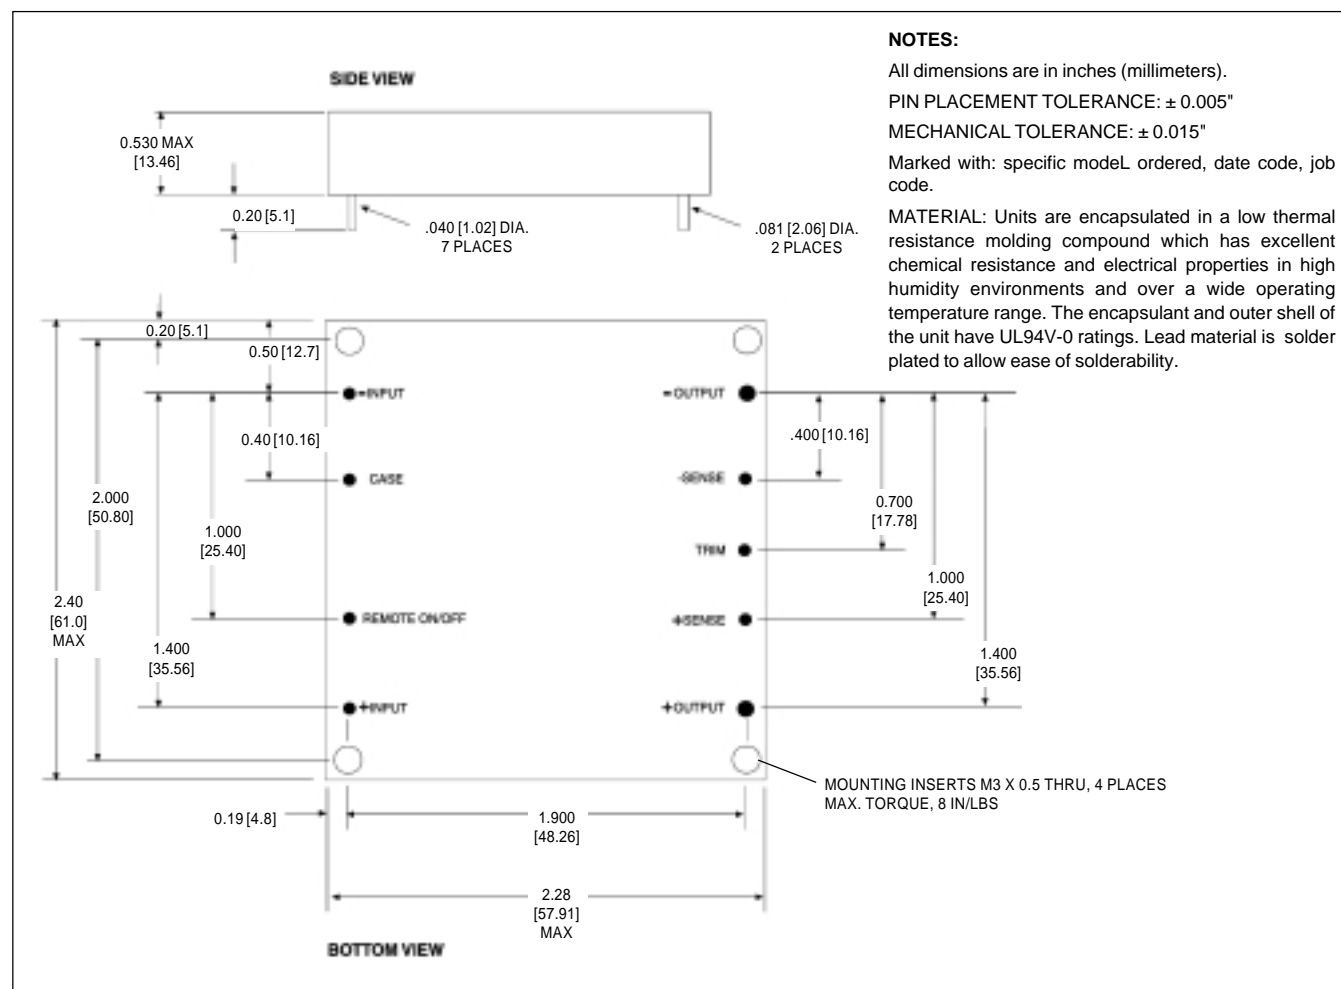 NOTES:
All dimensions are in inches (millimeters).
PIN PLACEMENT TOLERANCE: ± 0.005"
MECHANICAL TOLERANCE: ± 0.015"
Marked with: specific modeL ordered, date code, job
code.
MATERIAL: Units are encapsulated in a low thermal
resistance molding compound which has excellent
chemical resistance and electrical properties in high
humidity environments and over a wide operating
temperature range. The encapsulant and outer shell of
the unit have UL94V-0 ratings. Lead material is solder
plated to allow ease of solderability.
SIDE VIEW
0.530 MAX
[13.46]
0.20 [5.1]
.040 [1.02] DIA.
7 PLACES
.081 [2.06] DIA.
2 PLACES
0.20 [5.1]
0.50 [12.7]
-INPUT
-OUTPUT
0.40 [10.16]
.400 [10.16]
CASE
-SENSE
2.000
[50.80]
0.700
[17.78]
1.000
[25.40]
TRIM
1.000
[25.40]
2.40
[61.0]
MAX
REMOTE ON/OFF
+SENSE
1.400
[35.56]
1.400
[35.56]
+INPUT
+OUTPUT
MOUNTING INSERTS M3 X 0.5 THRU, 4 PLACES
MAX. TORQUE, 8 IN/LBS
0.19 [4.8]
1.900
[48.26]
2.28
[57.91]
MAX
BOTTOM VIEW